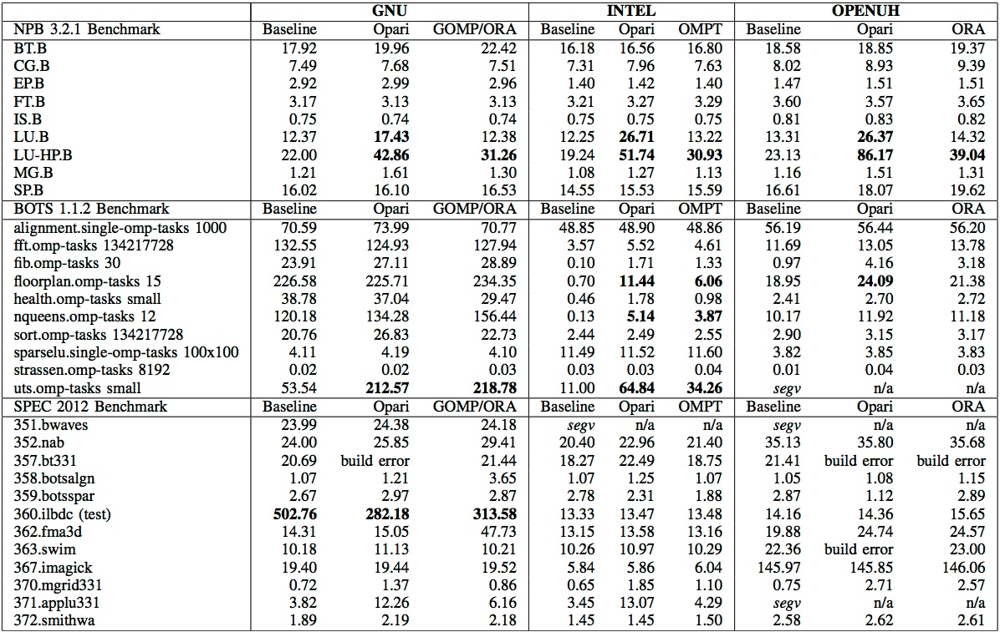 GNU INTEL OPENUH
NPB 3.2.1 Benchmark Baseline Opari GOMP/ORA Baseline Opari OMPT Baseline Opari ORA
BT.B 17.92 19.96 22.42 16.18 16.56 16.80 18.58 18.85 19.37
CG.B 7.49 7.68 7.51 7.31 7.96 7.63 8.02 8.93 9.39
EP.B 2.92 2.99 2.96 1.40 1.42 1.40 1.47 1.51 1.51
FT.B 3.17 3.13 3.13 3.21 3.27 3.29 3.60 3.57 3.65
IS.B 0.75 0.74 0.74 0.75 0.75 0.75 0.81 0.83 0.82
LU.B 12.37 17.43 12.38 12.25 26.71 13.22 13.31 26.37 14.32
LU-HP.B 22.00 42.86 31.26 19.24 51.74 30.93 23.13 86.17 39.04
MG.B 1.21 1.61 1.30 1.08 1.27 1.13 1.16 1.51 1.31
SP.B 16.02 16.10 16.53 14.55 15.53 15.59 16.61 18.07 19.62
BOTS 1.1.2 Benchmark Baseline Opari GOMP/ORA Baseline Opari OMPT Baseline Opari ORA
alignment.single-omp-tasks 1000 70.59 73.99 70.77 48.85 48.90 48.86 56.19 56.44 56.20
fft.omp-tasks 134217728 132.55 124.93 127.94 3.57 5.52 4.61 11.69 13.05 13.78
fib.omp-tasks 30 23.91 27.11 28.89 0.10 1.71 1.33 0.97 4.16 3.18
floorplan.omp-tasks 15 226.58 225.71 234.35 0.70 11.44 6.06 18.95 24.09 21.38
health.omp-tasks small 38.78 37.04 29.47 0.46 1.78 0.98 2.41 2.70 2.72
nqueens.omp-tasks 12 120.18 134.28 156.44 0.13 5.14 3.87 10.17 11.92 11.18
sort.omp-tasks 134217728 20.76 26.83 22.73 2.44 2.49 2.55 2.90 3.15 3.17
sparselu.single-omp-tasks 100x100 4.11 4.19 4.10 11.49 11.52 11.60 3.82 3.85 3.83
strassen.omp-tasks 8192 0.02 0.02 0.03 0.03 0.03 0.04 0.01 0.04 0.03
uts.omp-tasks small 53.54 212.57 218.78 11.00 64.84 34.26 segv n/a n/a
SPEC 2012 Benchmark Baseline Opari GOMP/ORA Baseline Opari OMPT Baseline Opari ORA
351.bwaves 23.99 24.38 24.18 segv n/a n/a segv n/a n/a
352.nab 24.00 25.85 29.41 20.40 22.96 21.40 35.13 35.80 35.68
357.bt331 20.69 build error 21.44 18.27 22.49 18.75 21.41 build error build error
358.botsalgn 1.07 1.21 3.65 1.07 1.25 1.07 1.05 1.08 1.15
359.botsspar 2.67 2.97 2.87 2.78 2.31 1.88 2.87 1.12 2.89
360.ilbdc (test) 502.76 282.18 313.58 13.33 13.47 13.48 14.16 14.36 15.65
362.fma3d 14.31 15.05 47.73 13.15 13.58 13.16 19.88 24.74 24.57
363.swim 10.18 11.13 10.21 10.26 10.97 10.29 22.36 build error 23.00
367.imagick 19.40 19.44 19.52 5.84 5.86 6.04 145.97 145.85 146.06
370.mgrid331 0.72 1.37 0.86 0.65 1.85 1.10 0.75 2.71 2.57
371.applu331 3.82 12.26 6.16 3.45 13.07 4.29 segv n/a n/a
372.smithwa 1.89 2.19 2.18 1.45 1.45 1.50 2.58 2.62 2.61